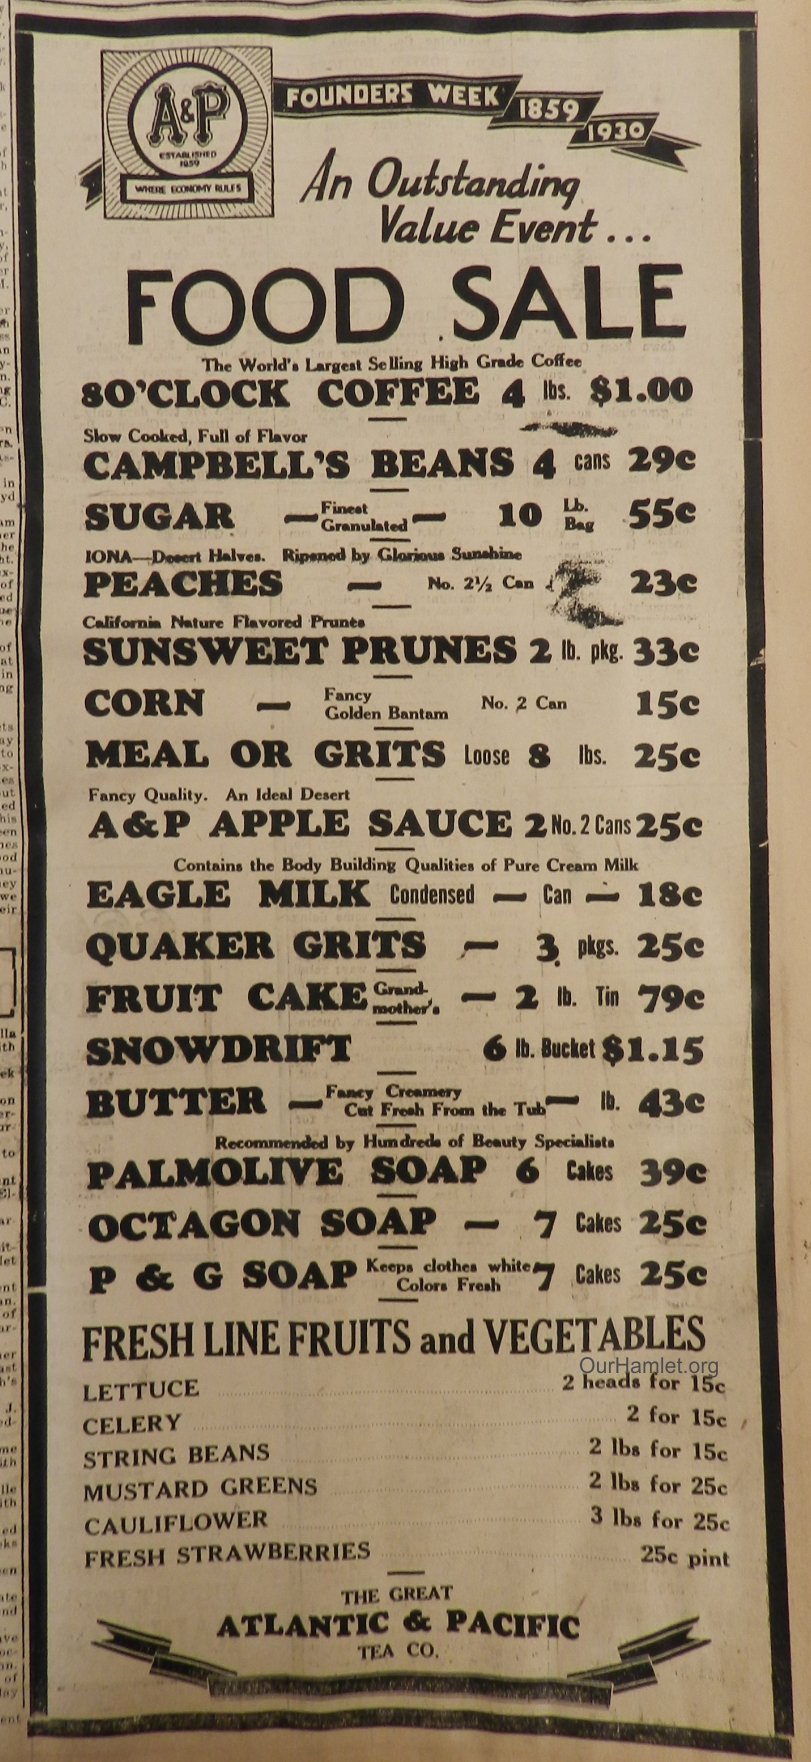 A&P
ESTABLISHED
1859
WHERE ECONOMY RULES
FOUNDERS WEEK 1859
1930
An Outstanding
Value Event...
FOOD SALE
The World's Largest Selling High Grade Coffee
8 O'CLOCK COFFEE 4 lbs. $1.00
Slow Cooked, Full of Flavor
CAMPBELL'S BEANS 4 cans 29c
SUGAR — Finest Granulated — 10 Lb. Bag 55c
IONA—Desert Halves. Ripened by Glorious Sunshine
PEACHES — No. 2½ Can 23c
California Nature Flavored Prunes
SUNSWEET PRUNES 2 lb. pkg. 33c
CORN — Fancy Golden Bantam No. 2 Can 15c
MEAL OR GRITS Loose 8 lbs. 25c
Fancy Quality. An Ideal Desert
A&P APPLE SAUCE 2 No. 2 Cans 25c
Contains the Body Building Qualities of Pure Cream Milk
EAGLE MILK Condensed — Can — 18c
QUAKER GRITS — 3 pkgs. 25c
FRUIT CAKE Grand-mother's — 2 lb. Tin 79c
SNOWDRIFT 6 lb. Bucket $1.15
BUTTER — Fancy Creamery Cut Fresh From the Tub — lb. 43c
Recommended by Hundreds of Beauty Specialists
PALMOLIVE SOAP 6 Cakes 39c
OCTAGON SOAP — 7 Cakes 25c
P & G SOAP Keeps clothes white Colors Fresh 7 Cakes 25c
FRESH LINE FRUITS and VEGETABLES
OurHamlet.org
LETTUCE 2 heads for 15c
CELERY 2 for 15c
STRING BEANS 2 lbs for 15c
MUSTARD GREENS 2 lbs for 25c
CAULIFLOWER 3 lbs for 25c
FRESH STRAWBERRIES 25c pint
THE GREAT
ATLANTIC & PACIFIC
TEA CO.